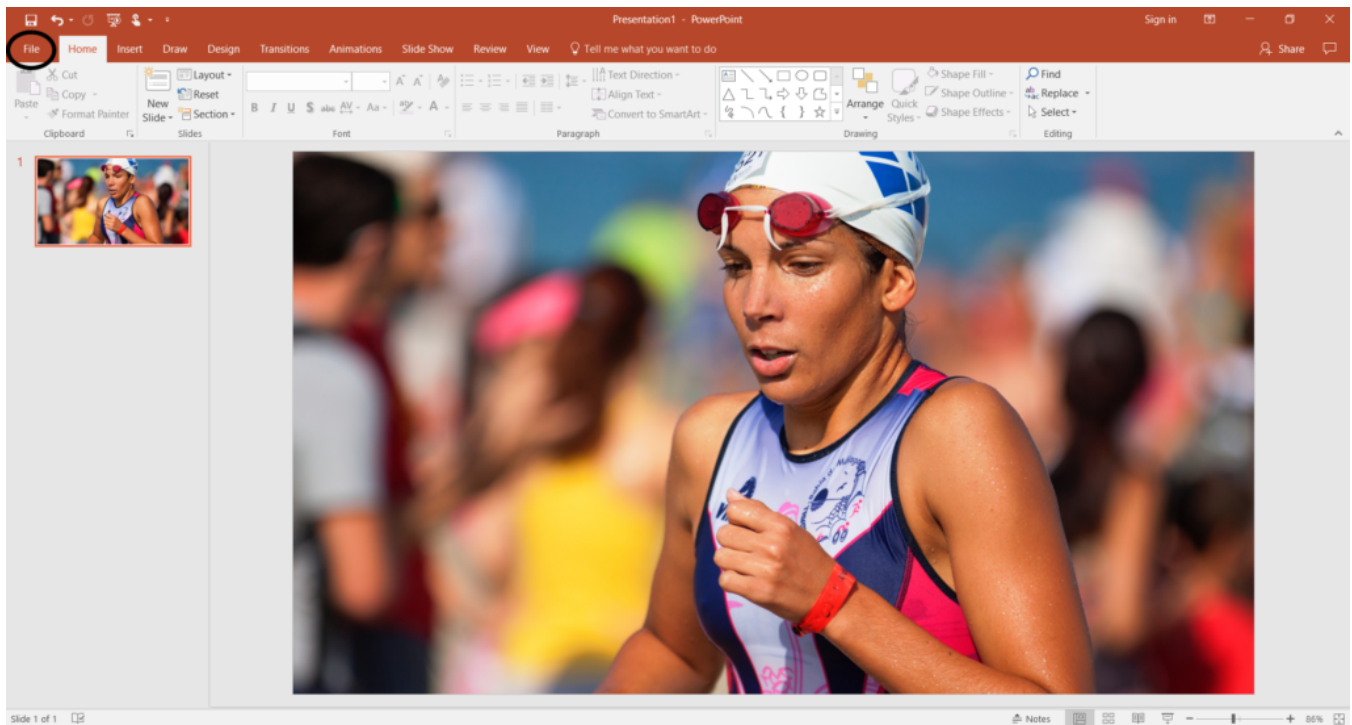 Presentation1 - PowerPoint
Sign in
File Home Insert Draw Design Transitions Animations Slide Show Review View Tell me what you want to do
Share
Cut
Copy
Format Painter
Paste
Clipboard
New Slide
Layout
Reset
Section
Slides
B I U S abc AV Aa A
Font
Text Direction
Align Text
Convert to SmartArt
Paragraph
Arrange
Quick Styles
Shape Fill
Shape Outline
Shape Effects
Drawing
Find
Replace
Select
Editing
1
Slide 1 of 1
Notes
86%